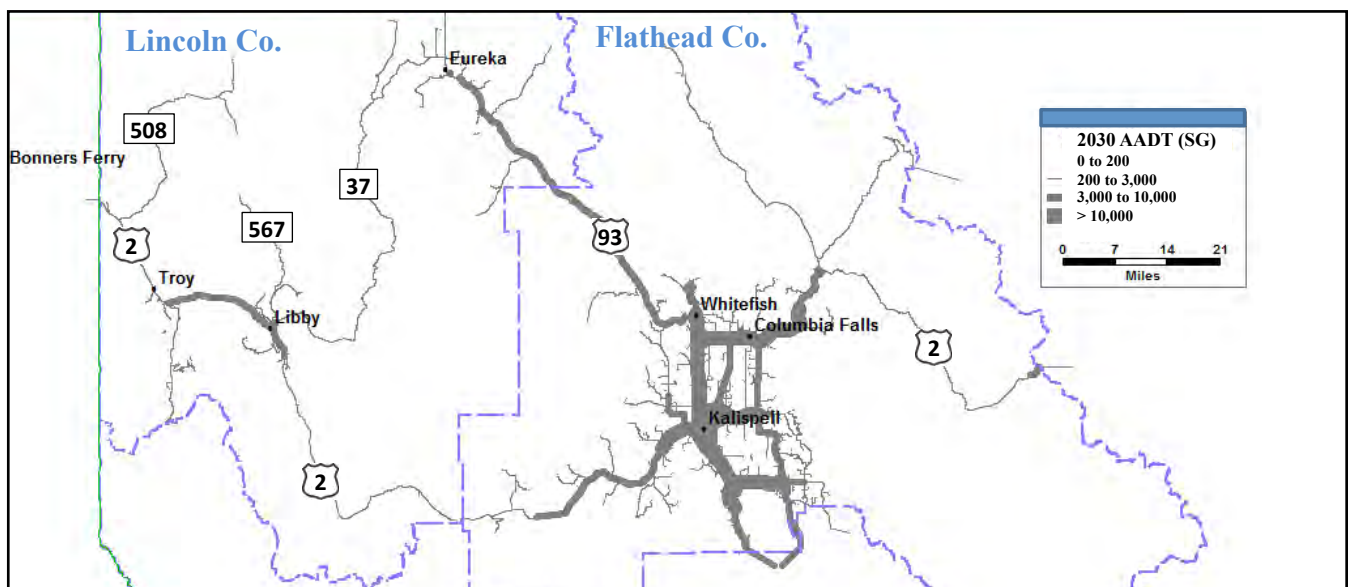 Lincoln Co.
Flathead Co.
Eureka
508
Bonners Ferry
37
2
567
93
Troy
Libby
Whitefish
Columbia Falls
2
Kalispell
2
2030 AADT (SG)
0 to 200
200 to 3,000
3,000 to 10,000
> 10,000
0 7 14 21
Miles